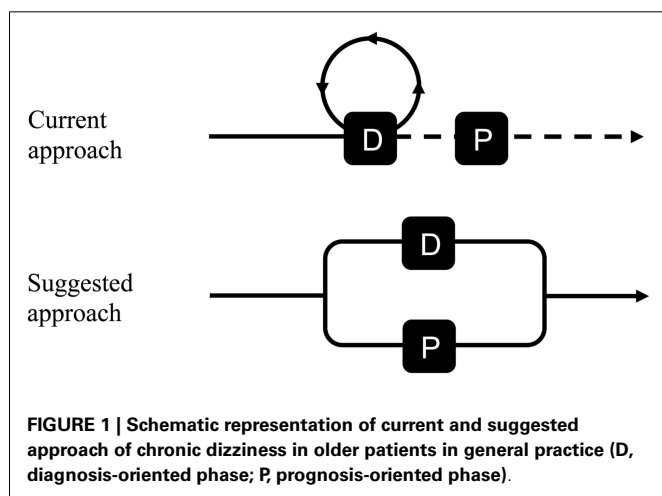 Current
approach
D
P
Suggested
approach
D
P
FIGURE 1 | Schematic representation of current and suggested
approach of chronic dizziness in older patients in general practice (D,
diagnosis-oriented phase; P, prognosis-oriented phase).